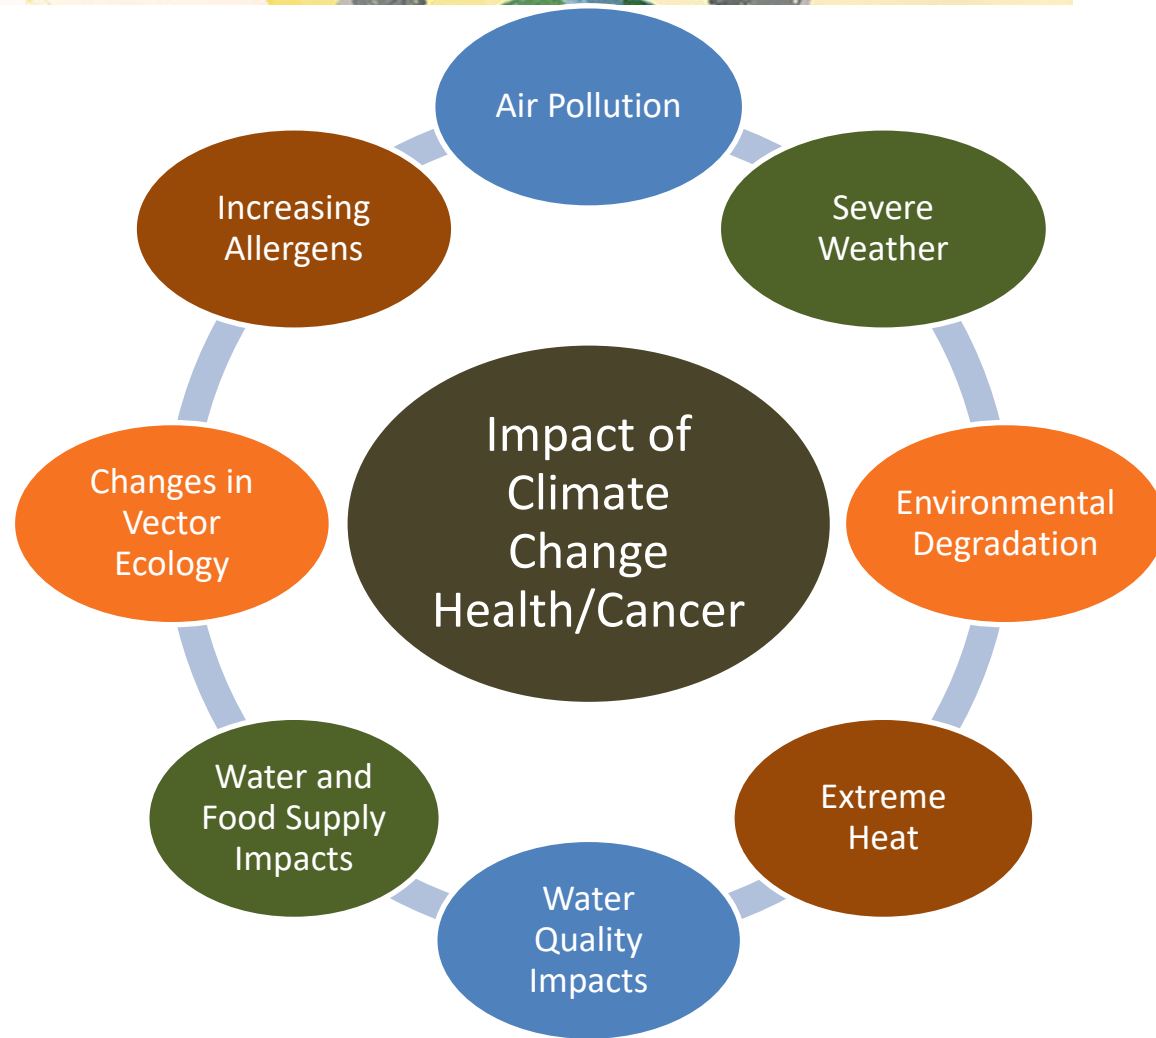 Air Pollution
Severe
Weather
Environmental
Degradation
Extreme
Heat
Water
Quality
Impacts
Water and
Food Supply
Impacts
Changes in
Vector
Ecology
Increasing
Allergens
Impact of
Climate
Change
Health/Cancer